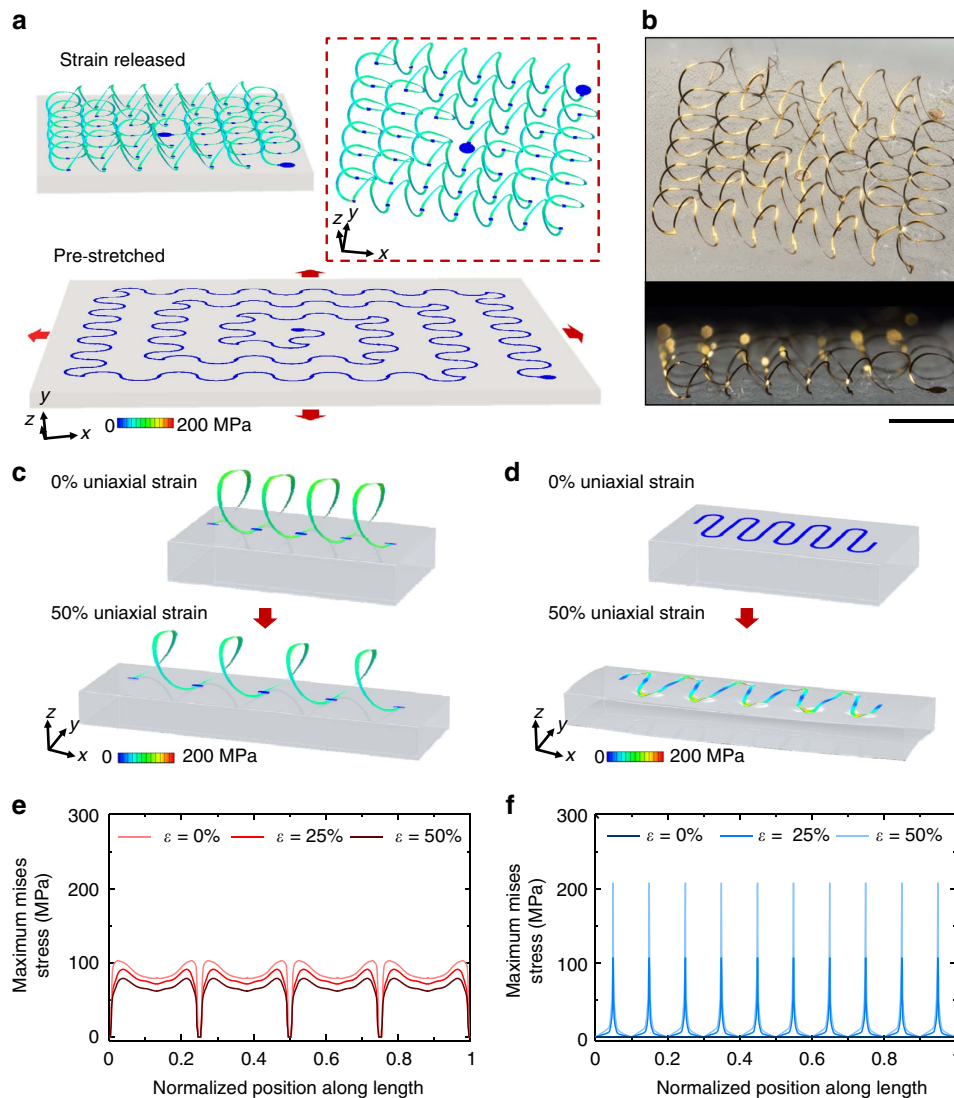 a
Strain released
z y x
Pre-stretched
y
z x
0 200 MPa
b
c
0% uniaxial strain
50% uniaxial strain
z y
x
0 200 MPa
d
0% uniaxial strain
50% uniaxial strain
z y
x
0 200 MPa
e
300
200
100
0
Maximum mises
stress (MPa)
ε = 0% ε = 25% ε = 50%
0 0.2 0.4 0.6 0.8 1
Normalized position along length
f
300
200
100
0
Maximum mises
stress (MPa)
ε = 0% ε = 25% ε = 50%
0 0.2 0.4 0.6 0.8 1
Normalized position along length